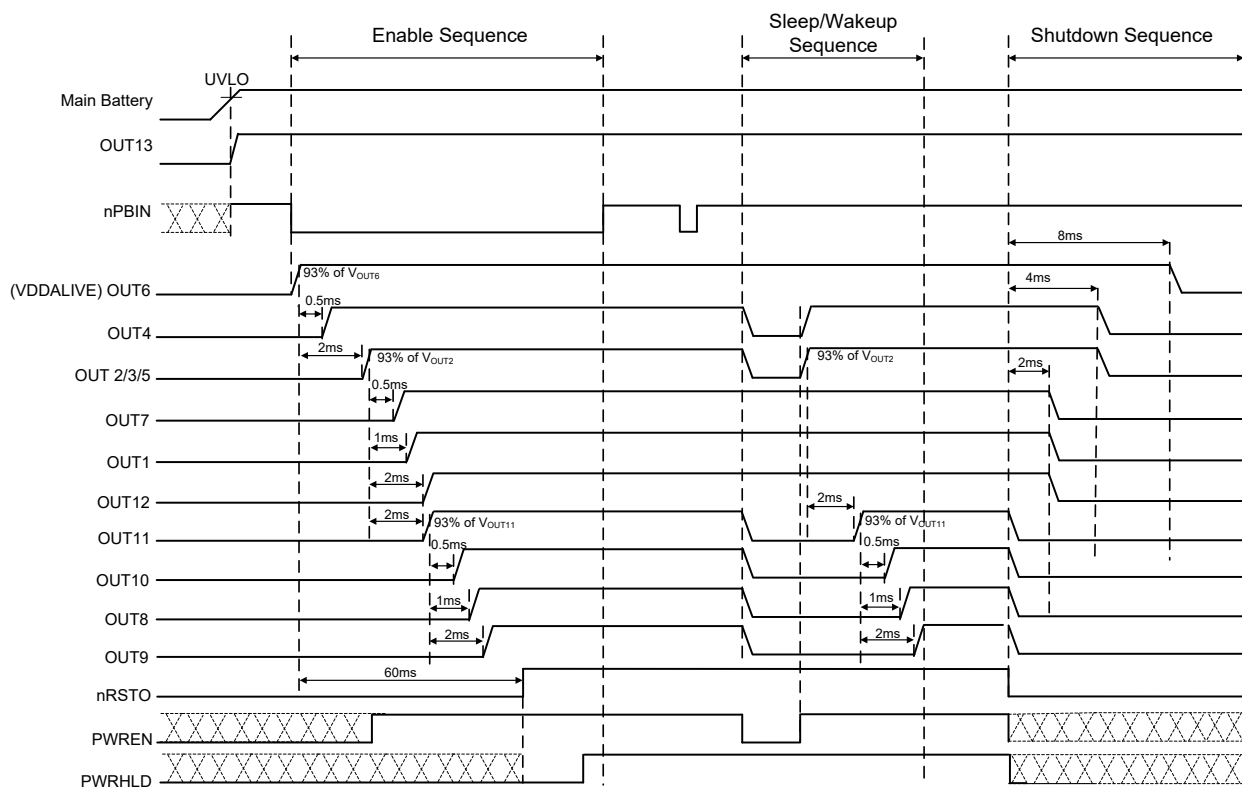 Enable Sequence
Sleep/Wakeup
Sequence
Shutdown Sequence
UVLO
Main Battery
OUT13
nPBIN
8ms
93% of VOUT6
(VDDALIVE) OUT6
4ms
0.5ms
OUT4
2ms
93% of VOUT2
93% of VOUT2
OUT 2/3/5
2ms
0.5ms
OUT7
1ms
OUT1
2ms
OUT12
2ms
2ms
93% of VOUT11
93% of VOUT11
OUT11
0.5ms
0.5ms
OUT10
1ms
1ms
OUT8
2ms
2ms
OUT9
60ms
nRSTO
PWREN
PWRHLD